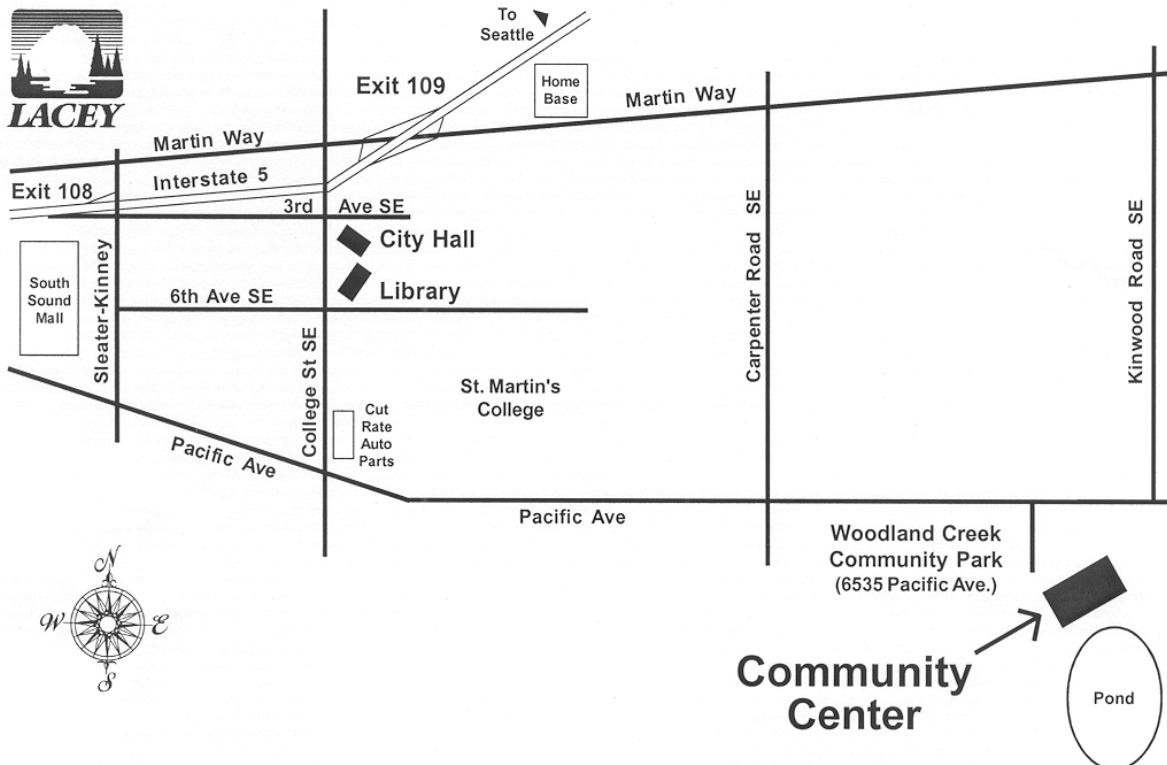 LACEY
To
Seattle
Exit 109
Home
Base
Martin Way
Martin Way
Exit 108
Interstate 5
3rd Ave SE
City Hall
Library
South
Sound
Mall
Sleater-Kinney
6th Ave SE
College St SE
Carpenter Road SE
Kinwood Road SE
St. Martin's
College
Cut
Rate
Auto
Parts
Pacific Ave
Pacific Ave
Woodland Creek
Community Park
(6535 Pacific Ave.)
N
W
E
S
Community
Center
Pond